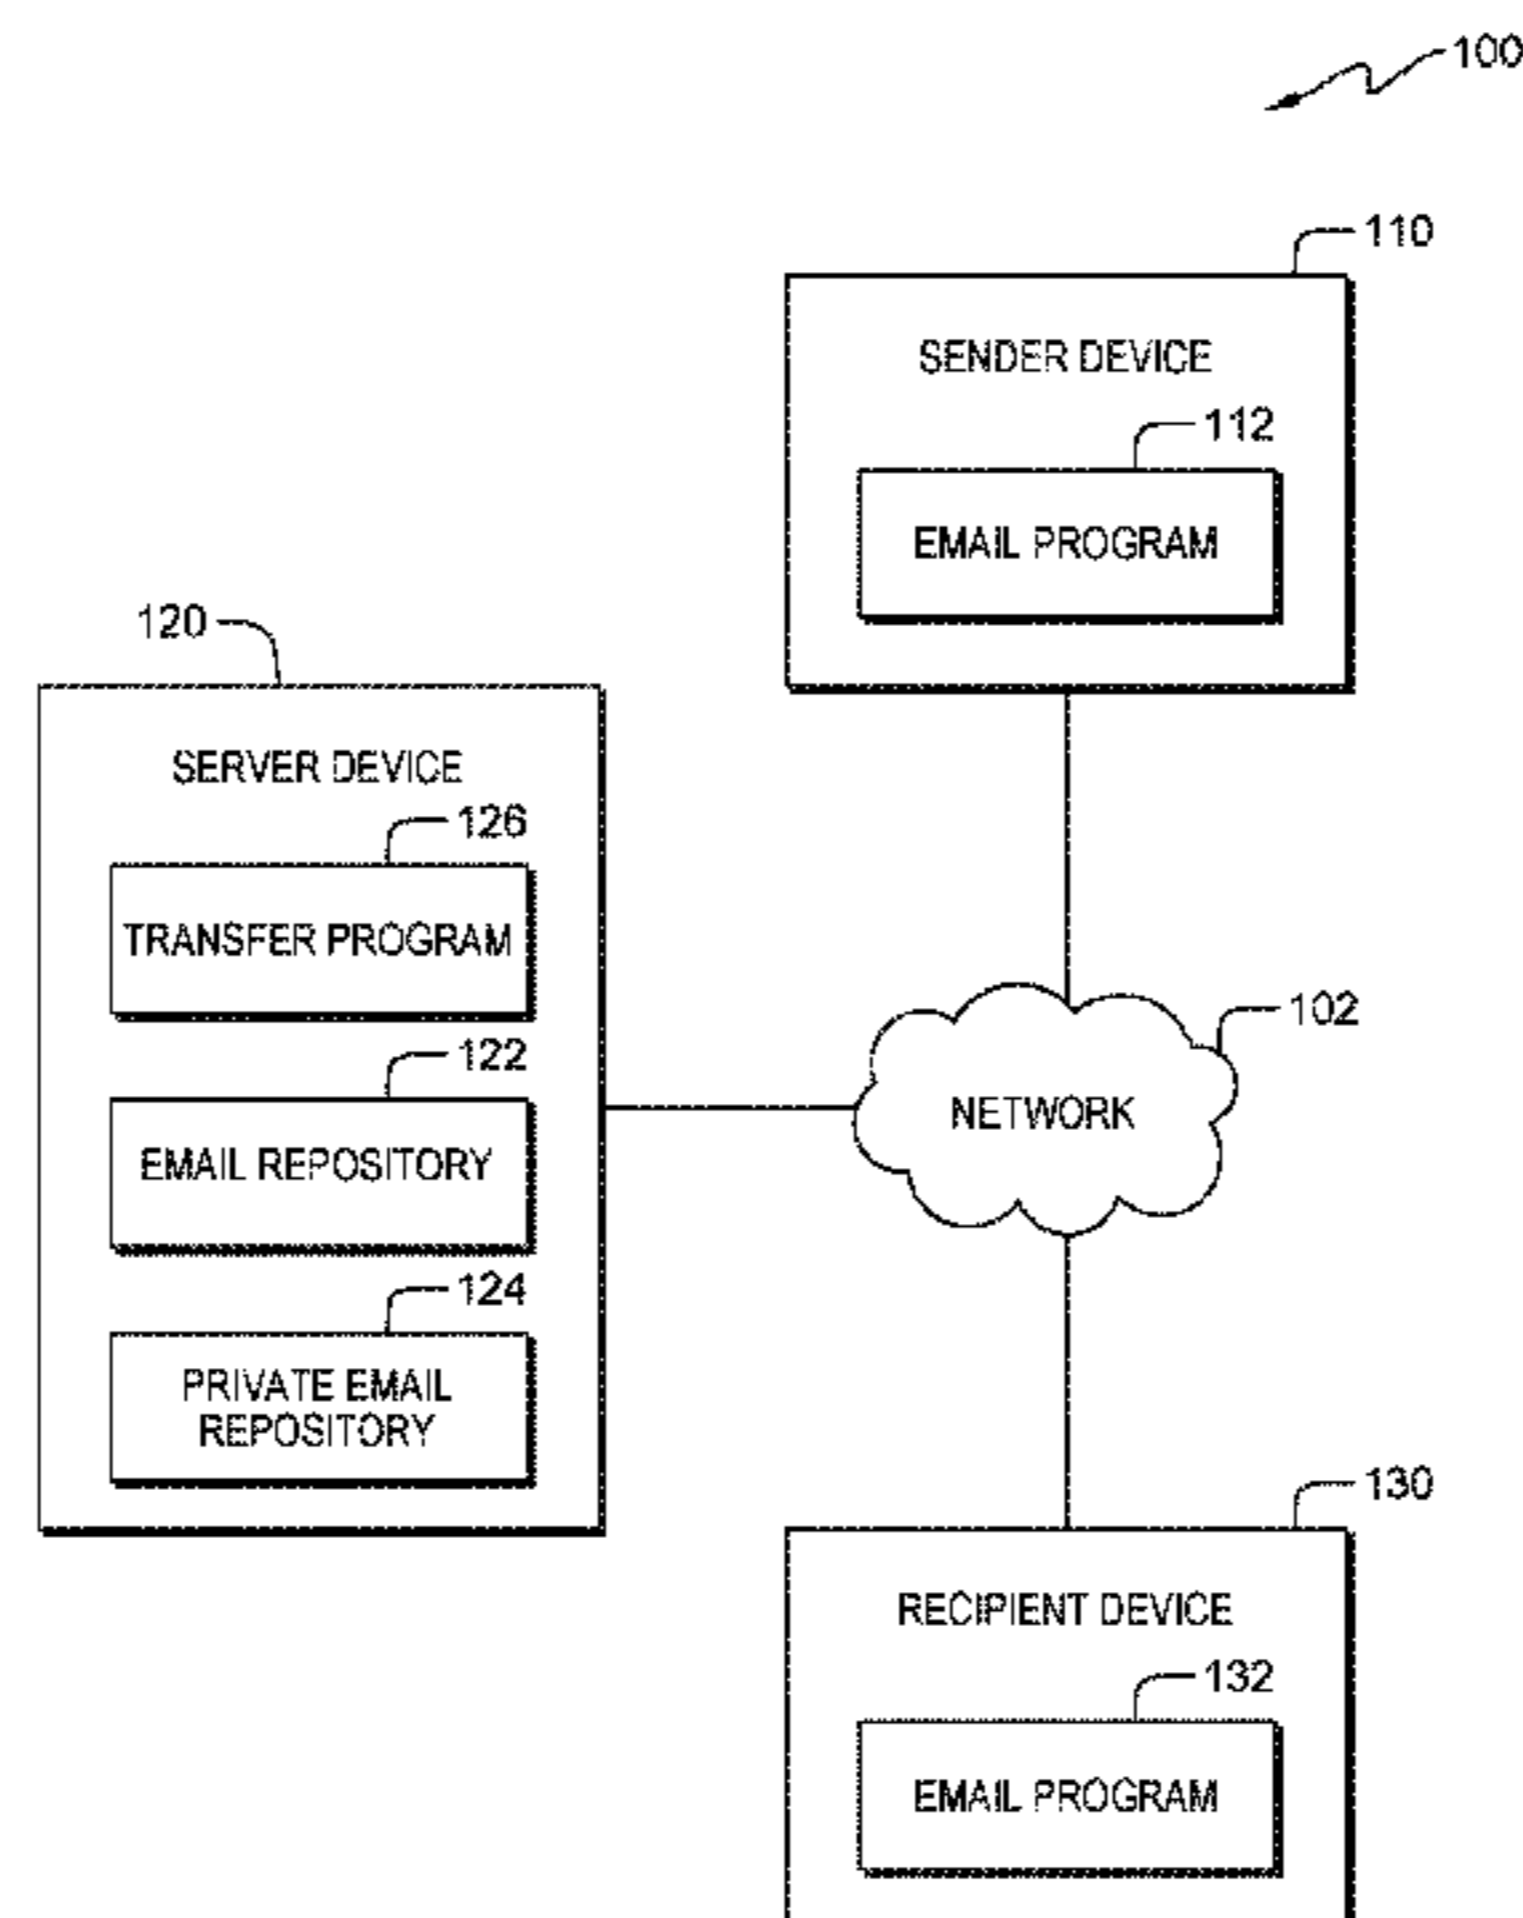 100
110
SENDER DEVICE
112
EMAIL PROGRAM
120
SERVER DEVICE
126
TRANSFER PROGRAM
122
EMAIL REPOSITORY
124
PRIVATE EMAIL
REPOSITORY
102
NETWORK
130
RECIPIENT DEVICE
132
EMAIL PROGRAM